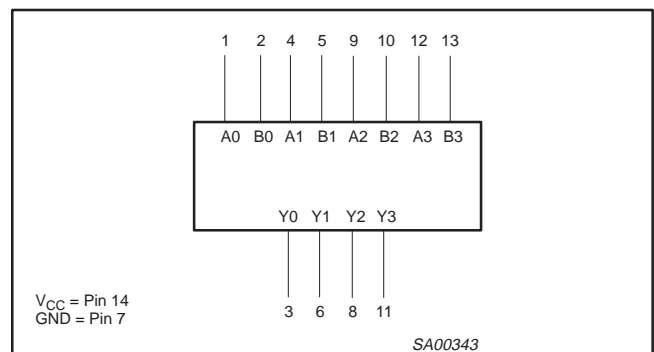 1 2 4 5 9 10 12 13
A0 B0 A1 B1 A2 B2 A3 B3
Y0 Y1 Y2 Y3
3 6 8 11
VCC = Pin 14
GND = Pin 7
SA00343